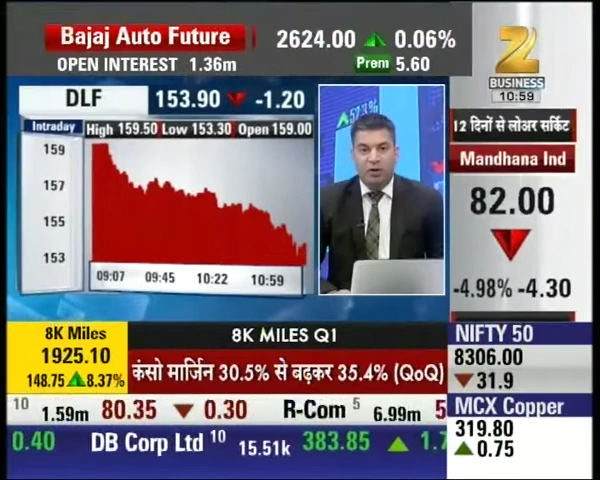 Bajaj Auto Future
2624.00 0.06%
OPEN INTEREST 1.36m
Prem 5.60
Z
BUSINESS
10:59
DLF 153.90 -1.20
Intraday High 159.50 Low 153.30 Open 159.00
159
157
155
153
09:07 09:45 10:22 10:59
12 दिनों से लोअर सर्किट
Mandhana Ind
82.00
-4.98% -4.30
8K Miles
1925.10
148.75 8.37%
8K MILES Q1
कंसो मार्जिन 30.5% से बढ़कर 35.4% (QoQ)
NIFTY 50
8306.00
31.9
MCX Copper
319.80
0.75
10 1.59m 80.35 0.30 R-Com 5 6.99m 5
0.40 DB Corp Ltd 10 15.51k 383.85 1.7